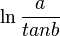 ln a / tanb